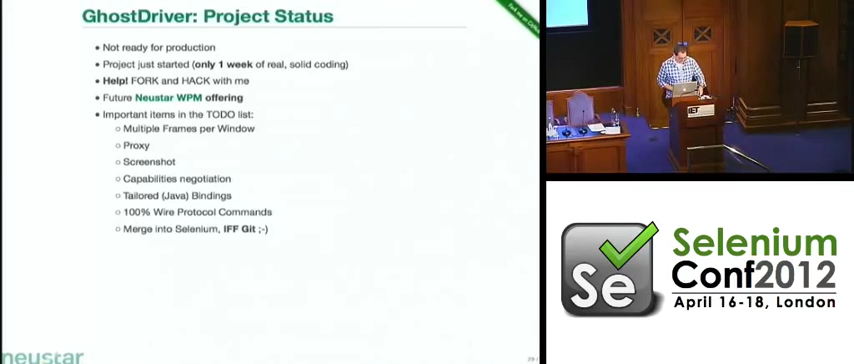 GhostDriver: Project Status
Not ready for production
Project just started (only 1 week of real, solid coding)
Help! FORK and HACK with me
Future Neustar WPM offering
Important items in the TODO list:
Multiple Frames per Window
Proxy
Screenshot
Capabilities negotiation
Tailored (Java) Bindings
100% Wire Protocol Commands
Merge into Selenium, IFF Git ;-)
neustar
IET
Se
Selenium
Conf2012
April 16-18, London